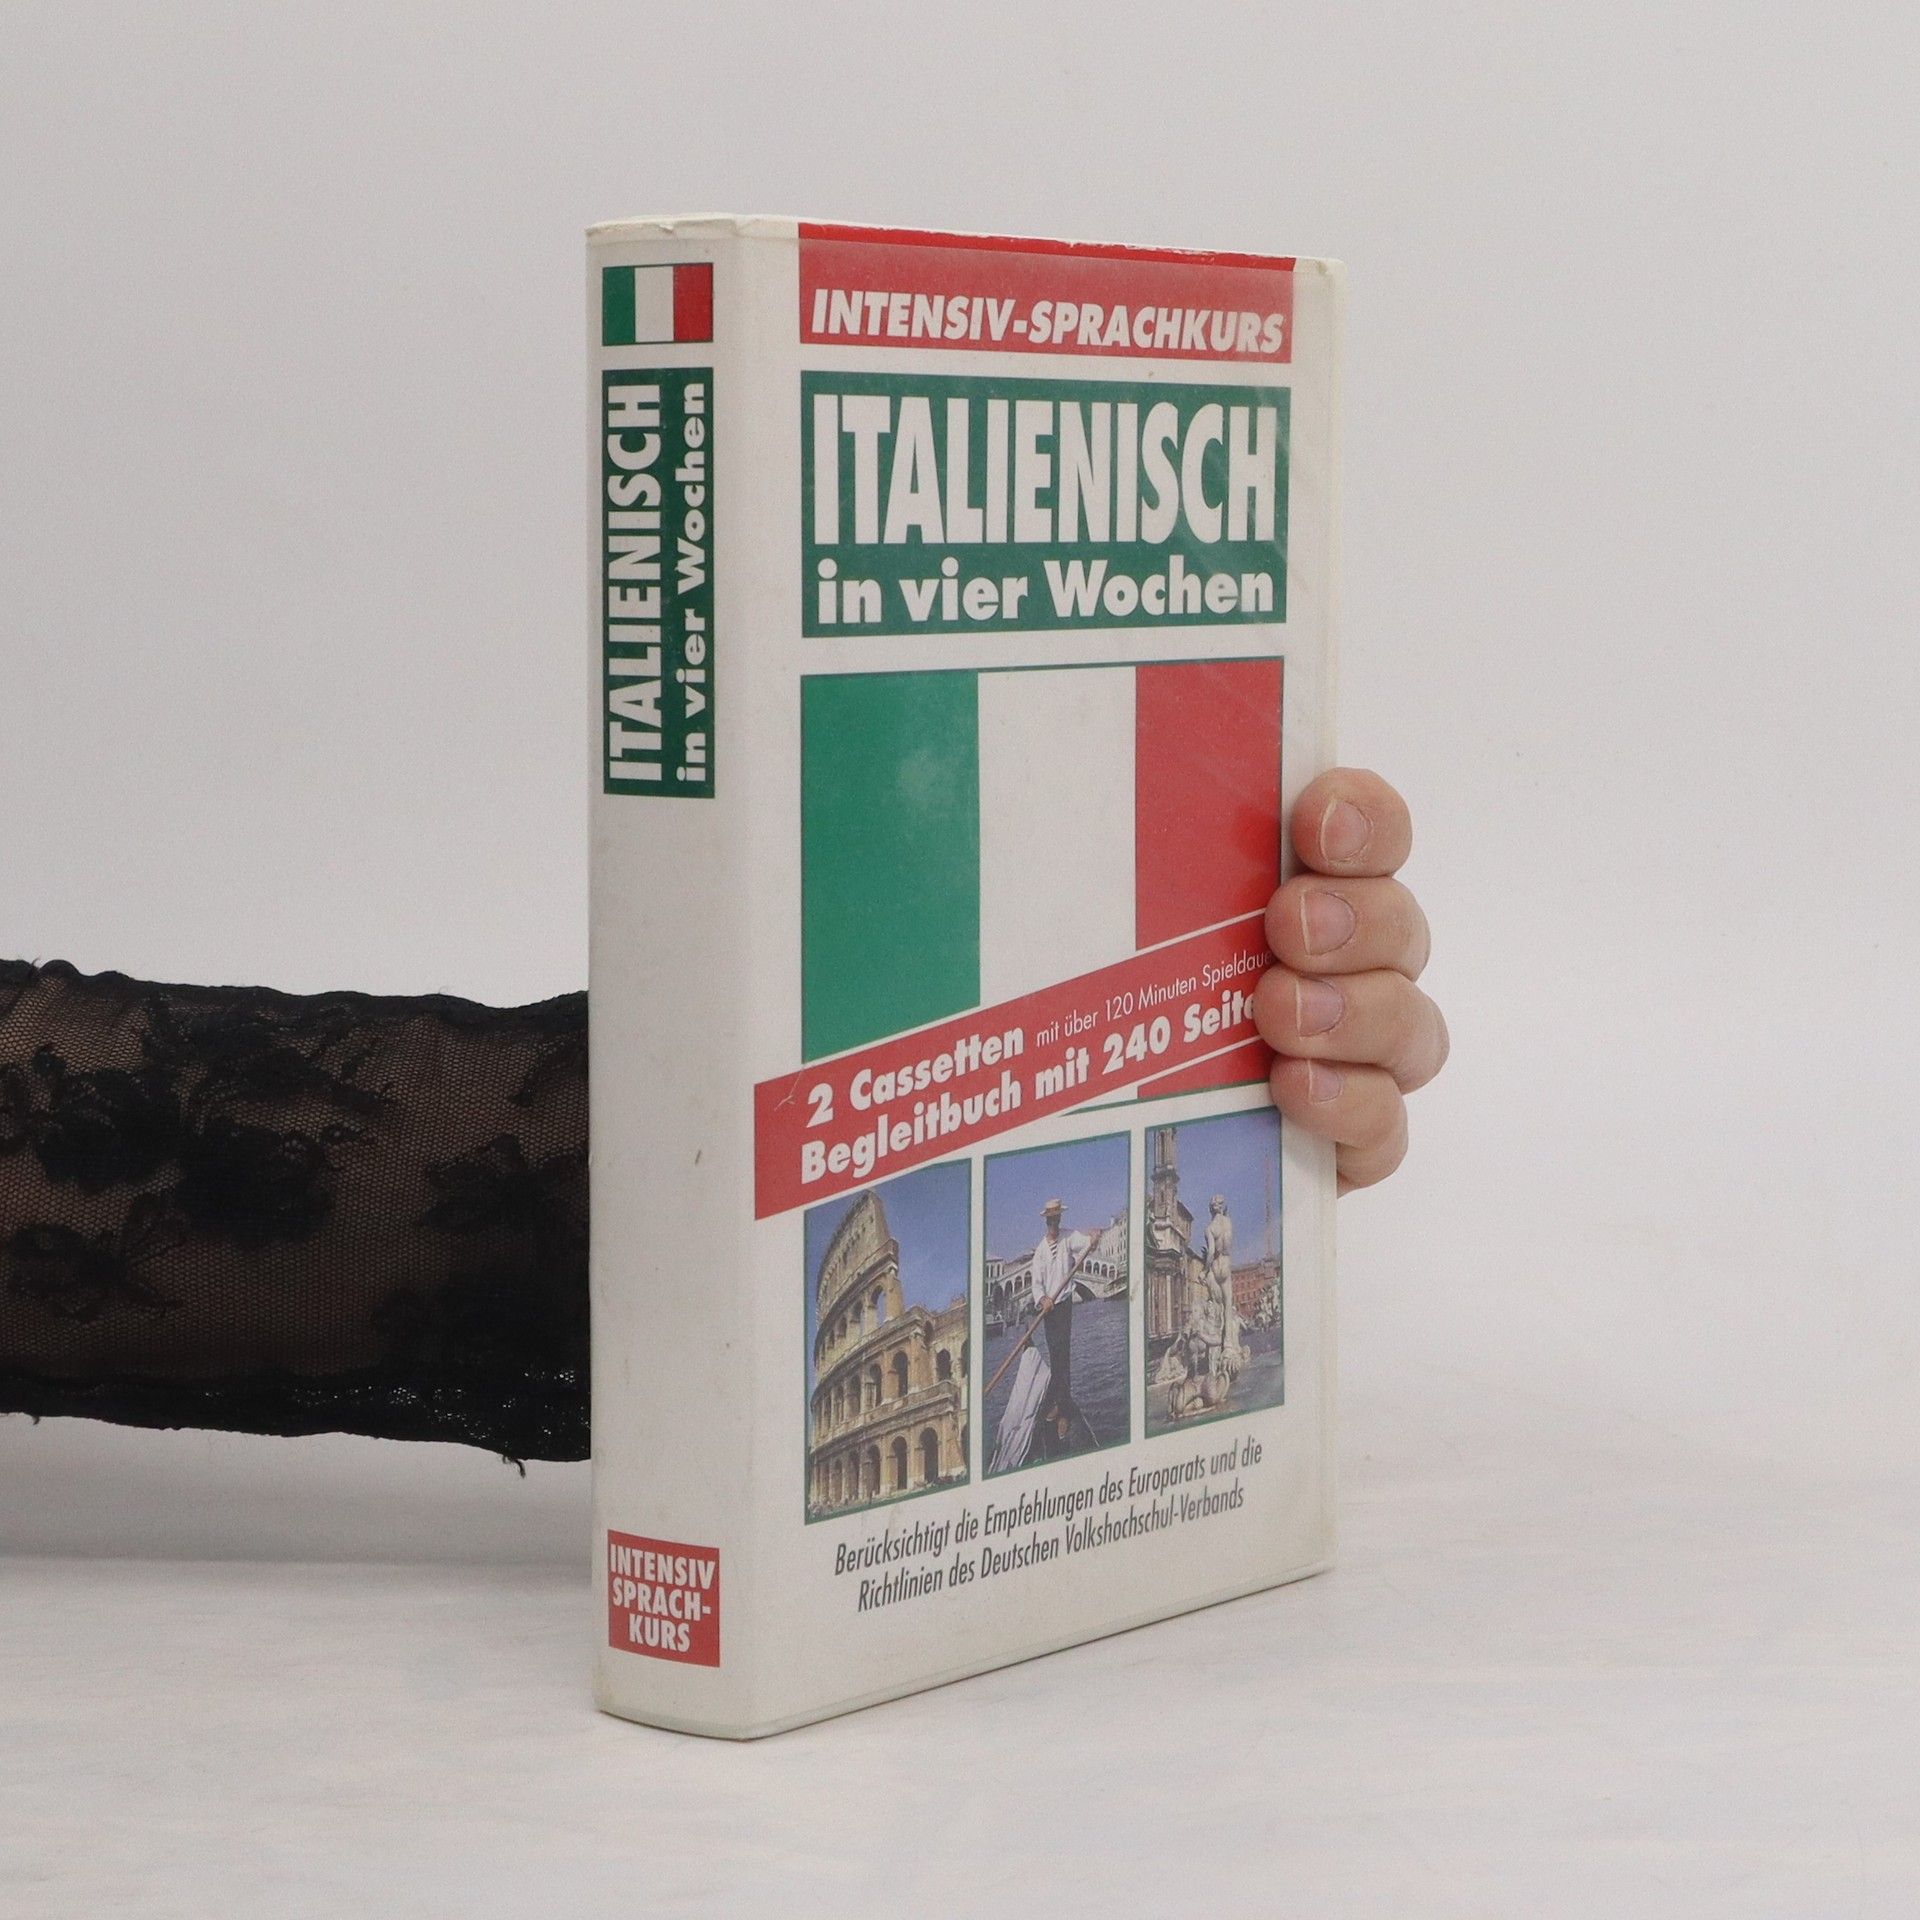 ITALIENISCH
in vier Wochen
INTENSIV
SPRACH-
KURS
INTENSIV-SPRACHKURS
ITALIENISCH
in vier Wochen
2 Cassetten mit über 120 Minuten Spieldaue
Begleitbuch mit 240 Seite
Berücksichtigt die Empfehlungen des Europarats und die
Richtlinien des Deutschen Volkshochschul-Verbands